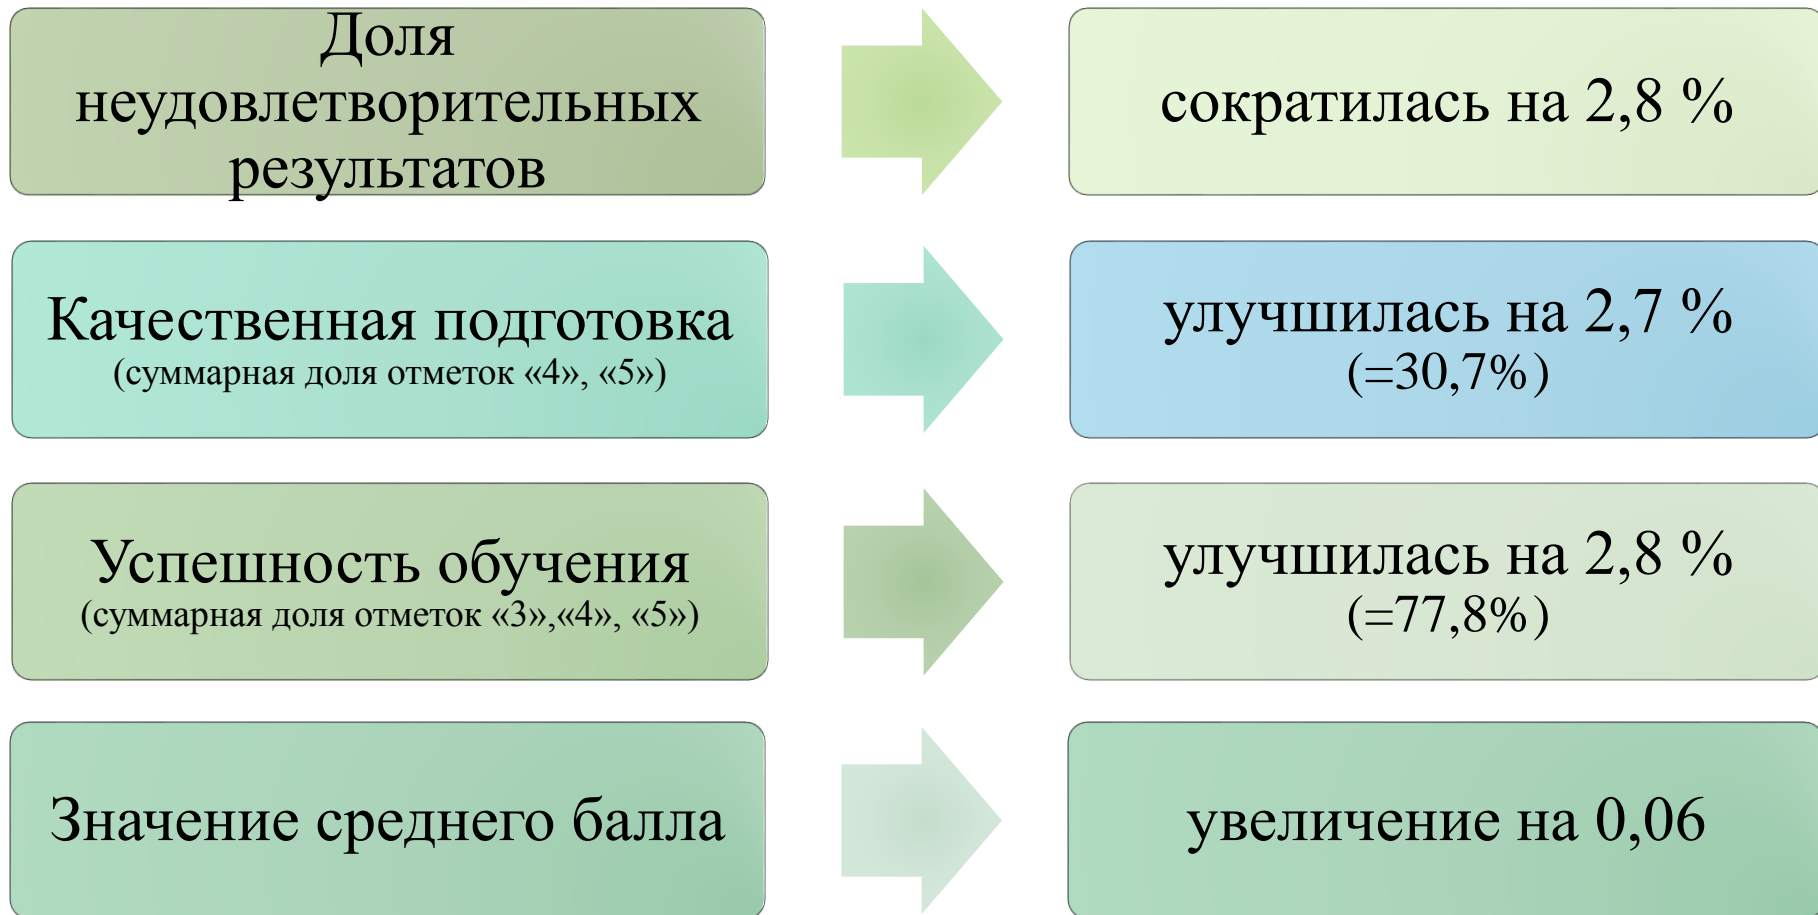 Доля
неудовлетворительных
результатов
сократилась на 2,8 %
Качественная подготовка
(суммарная доля отметок «4», «5»)
улучшилась на 2,7 %
(=30,7%)
Успешность обучения
(суммарная доля отметок «3»,«4», «5»)
улучшилась на 2,8 %
(=77,8%)
Значение среднего балла
увеличение на 0,06